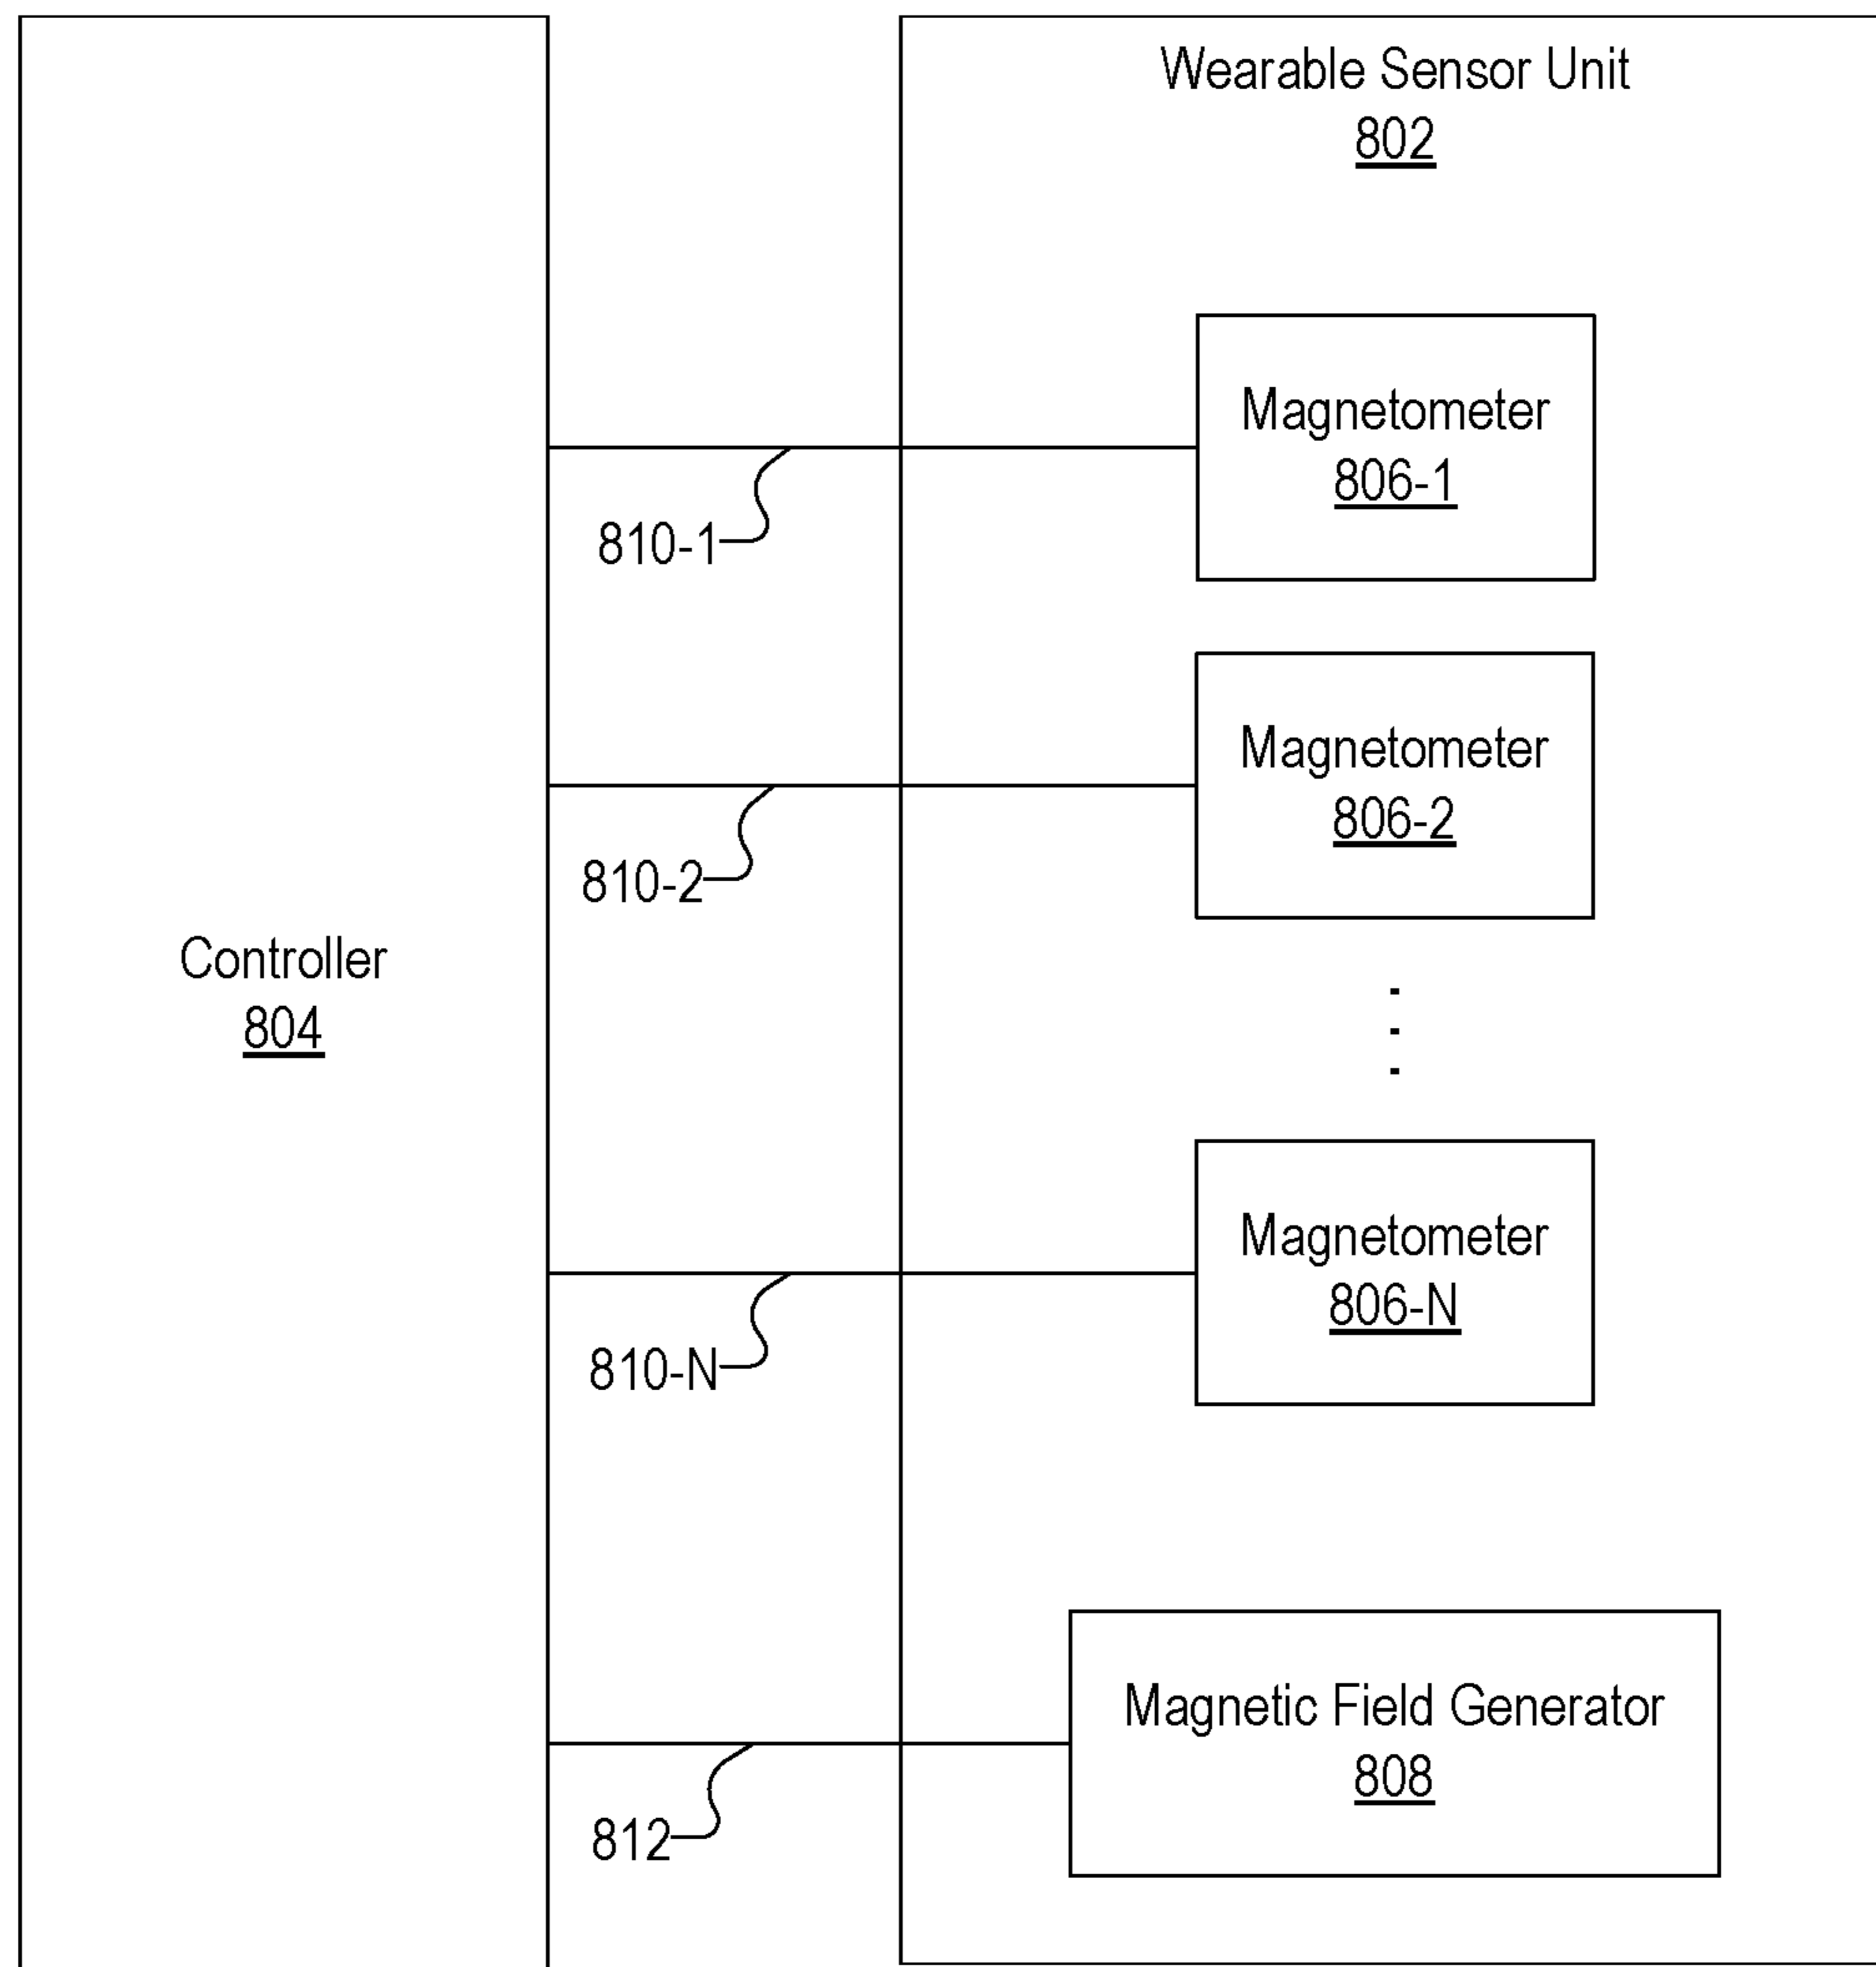 Wearable Sensor Unit
802
Magnetometer
806-1
810-1
Magnetometer
806-2
810-2
Controller
804
Magnetometer
806-N
810-N
Magnetic Field Generator
808
812